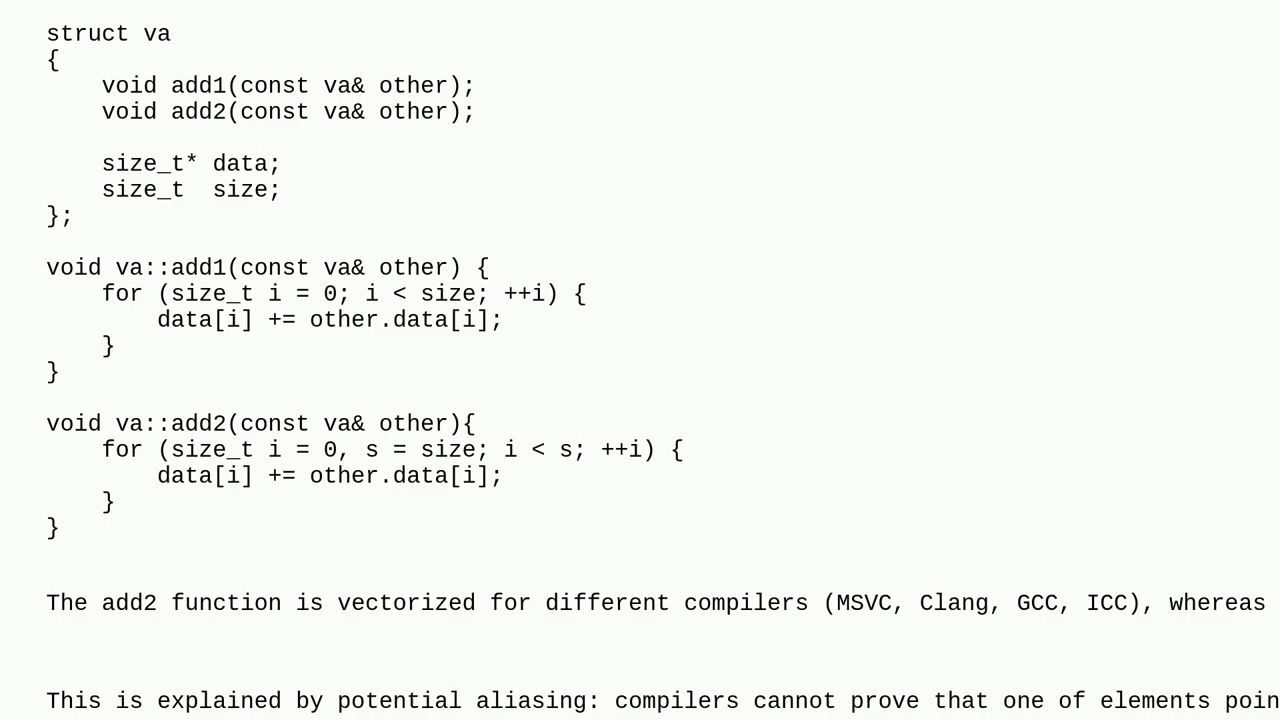 struct va
{
    void add1(const va& other);
    void add2(const va& other);

    size_t* data;
    size_t  size;
};

void va::add1(const va& other) {
    for (size_t i = 0; i < size; ++i) {
        data[i] += other.data[i];
    }
}

void va::add2(const va& other){
    for (size_t i = 0, s = size; i < s; ++i) {
        data[i] += other.data[i];
    }
}

The add2 function is vectorized for different compilers (MSVC, Clang, GCC, ICC), whereas

This is explained by potential aliasing: compilers cannot prove that one of elements poin